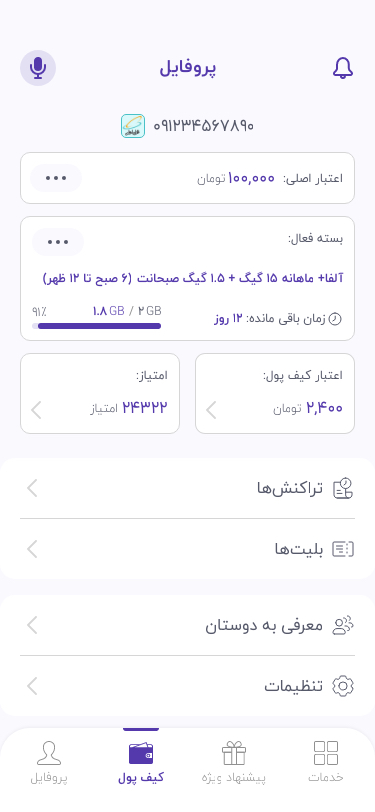 پروفایل
۰۹۱۲۳۴۵۶۷۸۹۰
اعتبار اصلی: ۱۰۰,۰۰۰ تومان
بسته فعال:
آلفا+ ماهانه ۱۵ گیگ + ۱.۵ گیگ صبحانت (۶ صبح تا ۱۲ ظهر)
زمان باقی مانده: ۱۲ روز
۱.۸ GB / ۲ GB
۹۱٪
اعتبار کیف پول:
۲,۴۰۰ تومان
امتیاز:
۲۴۳۲۲ امتیاز
تراکنش‌ها
بلیت‌ها
معرفی به دوستان
تنظیمات
خدمات
پیشنهاد ویژه
کیف پول
پروفایل